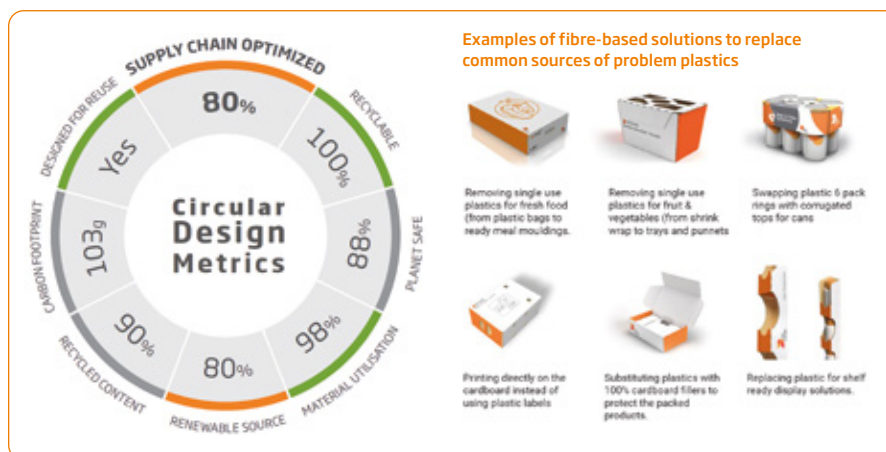 SUPPLY CHAIN OPTIMIZED
80%
RECYCLABLE
100%
PLANET SAFE
88%
MATERIAL UTILISATION
98%
RENEWABLE SOURCE
80%
RECYCLED CONTENT
90%
CARBON FOOTPRINT
103g
DESIGNED FOR REUSE
Yes
Circular
Design
Metrics
Examples of fibre-based solutions to replace
common sources of problem plastics
Removing single use
plastics for fresh food
(from plastic bags to
ready meal mouldings.
Removing single use
plastics for fruit &
vegetables (from shrink
wrap to trays and punnets
Swapping plastic 6 pack
rings with corrugated
tops for cans
Printing directly on the
cardboard instead of
using plastic labels
Substituting plastics with
100% cardboard fillers to
protect the packed
products.
Replacing plastic for shelf
ready display solutions.